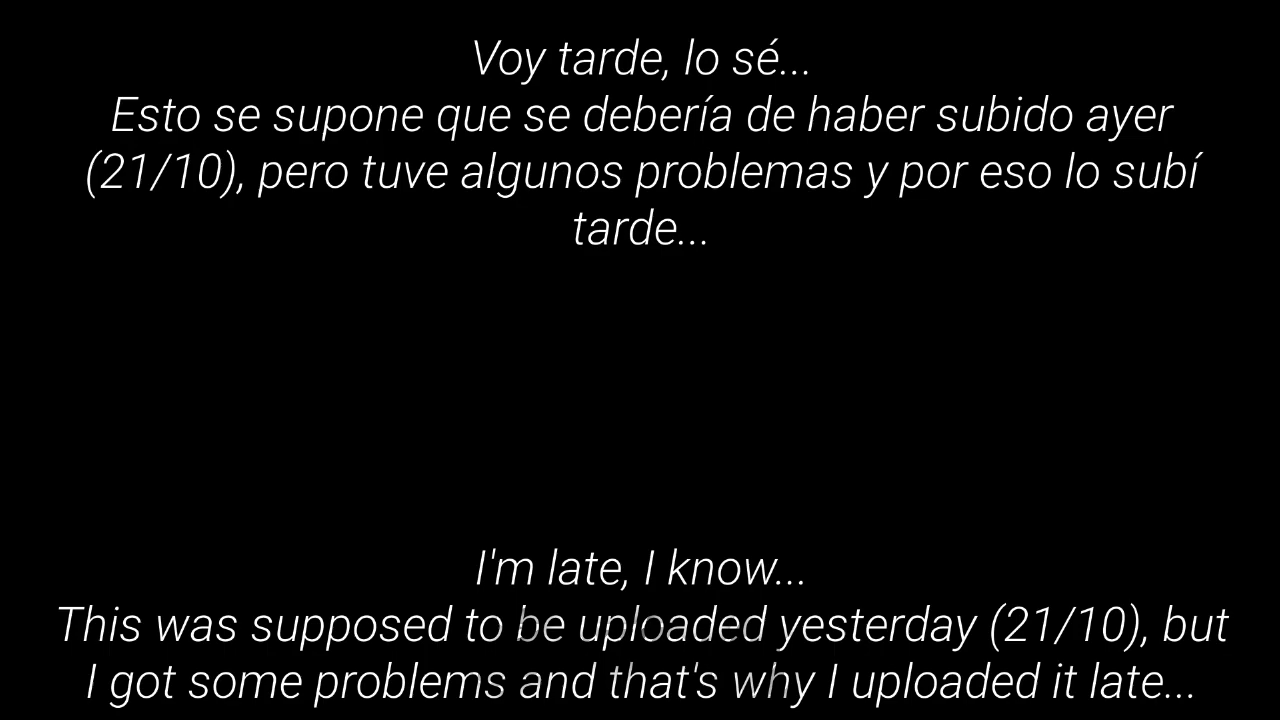 Voy tarde, lo sé...
Esto se supone que se debería de haber subido ayer
(21/10), pero tuve algunos problemas y por eso lo subí
tarde...
I'm late, I know...
This was supposed to be uploaded yesterday (21/10), but
I got some problems and that's why I uploaded it late...